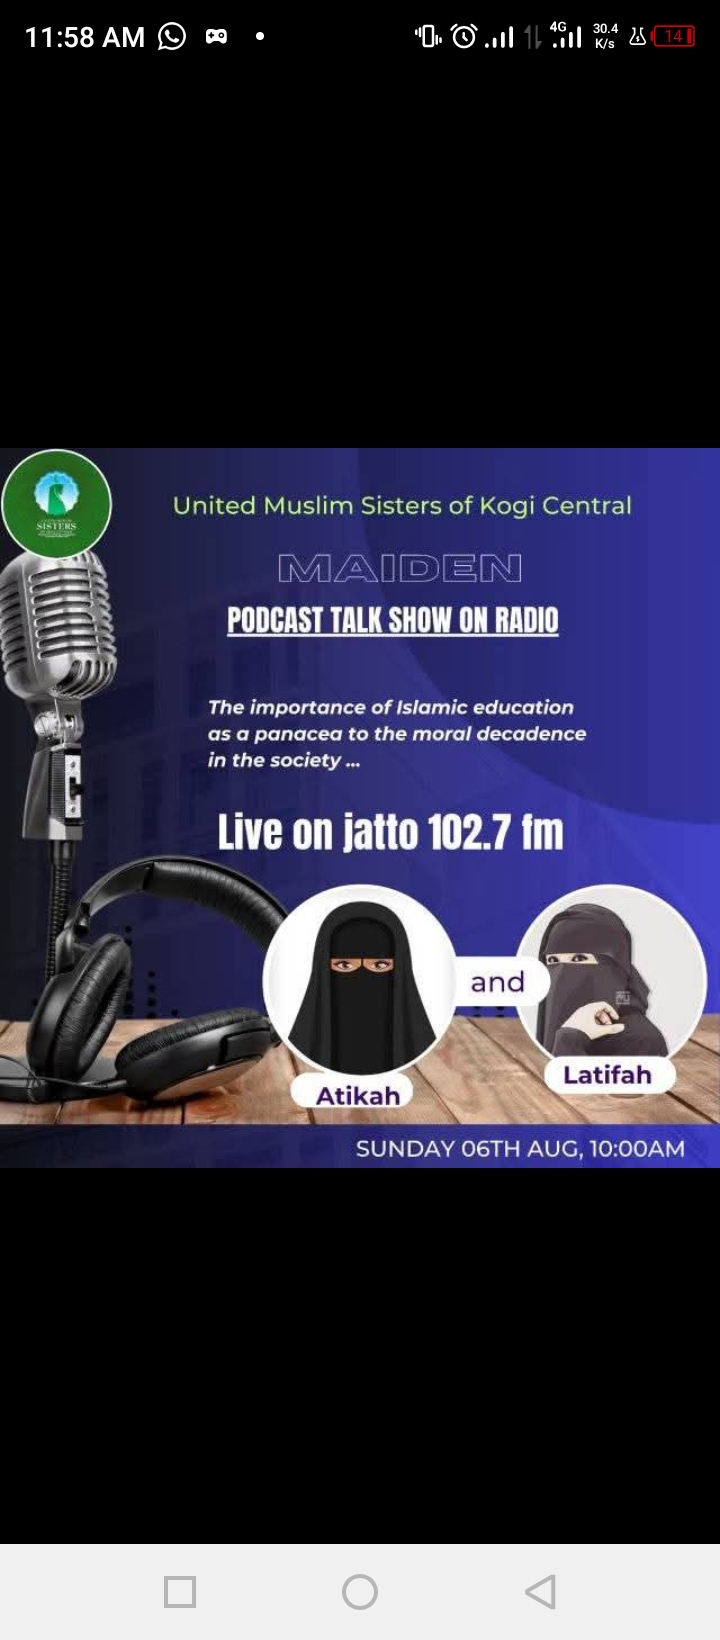 11:58 AM
4G
30.4
K/s
14
SISTERS
United Muslim Sisters of Kogi Central
MAIDEN
PODCAST TALK SHOW ON RADIO
The importance of Islamic education
as a panacea to the moral decadence
in the society ...
Live on jatto 102.7 fm
and
Atikah
Latifah
SUNDAY 06TH AUG, 10:00AM